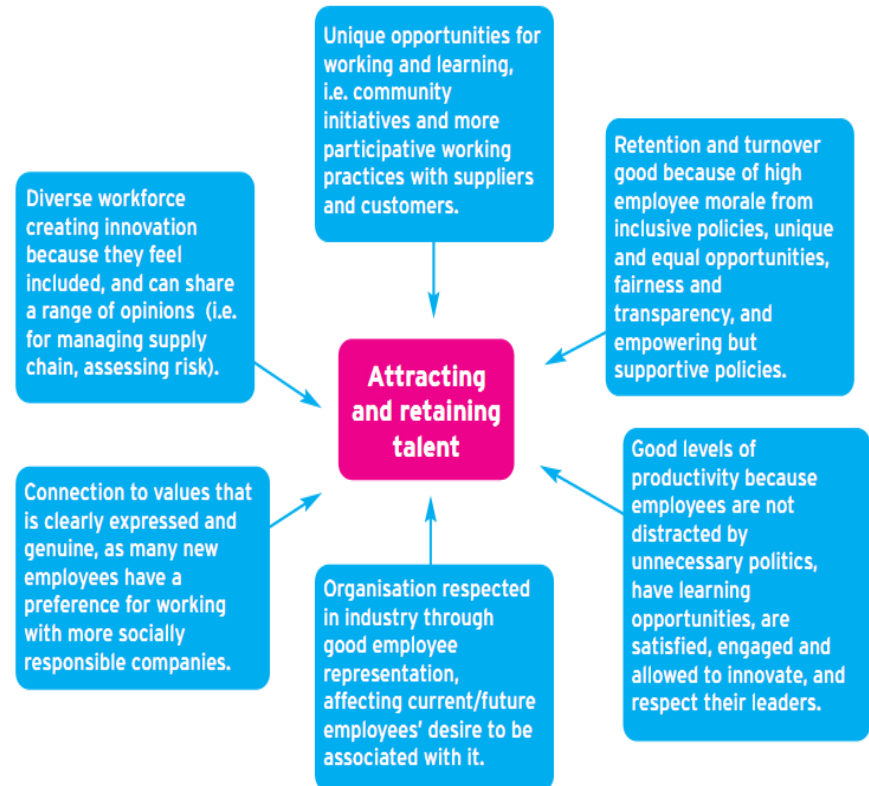 Unique opportunities for
working and learning,
i.e. community
initiatives and more
participative working
practices with suppliers
and customers.
Retention and turnover
good because of high
employee morale from
inclusive policies, unique
and equal opportunities,
fairness and
transparency, and
empowering but
supportive policies.
Diverse workforce
creating innovation
because they feel
included, and can share
a range of opinions (i.e.
for managing supply
chain, assessing risk).
Attracting
and retaining
talent
Good levels of
productivity because
employees are not
distracted by
unnecessary politics,
have learning
opportunities, are
satisfied, engaged and
allowed to innovate, and
respect their leaders.
Connection to values that
is clearly expressed and
genuine, as many new
employees have a
preference for working
with more socially
responsible companies.
Organisation respected
in industry through
good employee
representation,
affecting current/future
employees' desire to be
associated with it.